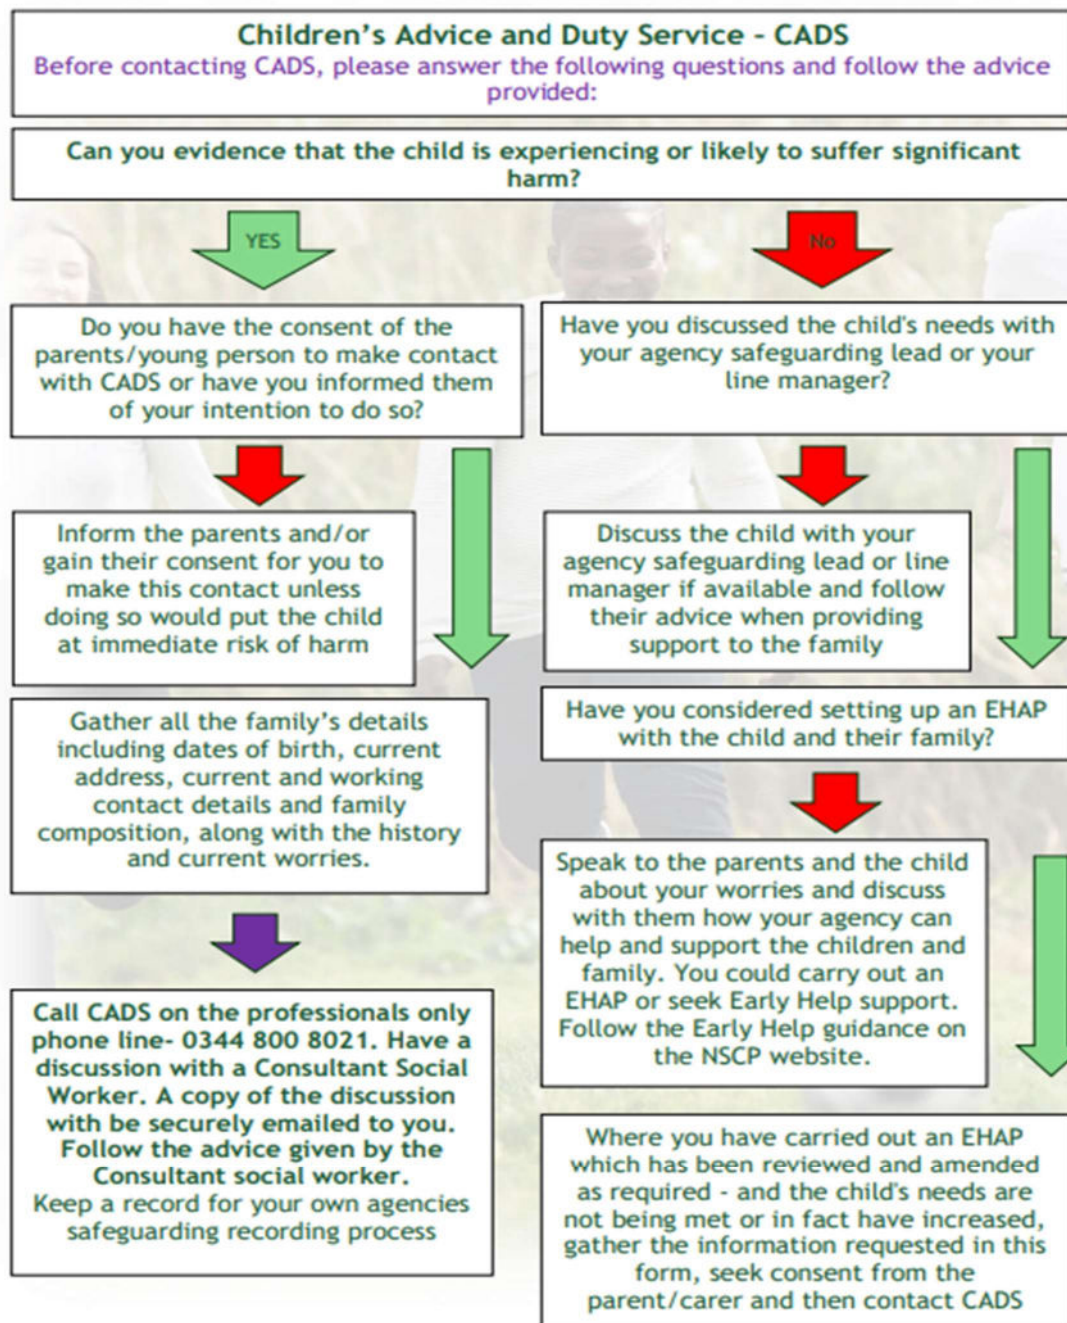 Children's Advice and Duty Service - CADS
Before contacting CADS, please answer the following questions and follow the advice
provided:
Can you evidence that the child is experiencing or likely to suffer significant
harm?
YES
No
Do you have the consent of the
parents/young person to make contact
with CADS or have you informed them
of your intention to do so?
Have you discussed the child's needs with
your agency safeguarding lead or your
line manager?
Inform the parents and/or
gain their consent for you to
make this contact unless
doing so would put the child
at immediate risk of harm
Discuss the child with your
agency safeguarding lead or line
manager if available and follow
their advice when providing
support to the family
Gather all the family's details
including dates of birth, current
address, current and working
contact details and family
composition, along with the history
and current worries.
Have you considered setting up an EHAP
with the child and their family?
Speak to the parents and the child
about your worries and discuss
with them how your agency can
help and support the children and
family. You could carry out an
EHAP or seek Early Help support.
Follow the Early Help guidance on
the NSCP website.
Call CADS on the professionals only
phone line- 0344 800 8021. Have a
discussion with a Consultant Social
Worker. A copy of the discussion
with be securely emailed to you.
Follow the advice given by the
Consultant social worker.
Keep a record for your own agencies
safeguarding recording process
Where you have carried out an EHAP
which has been reviewed and amended
as required - and the child's needs are
not being met or in fact have increased,
gather the information requested in this
form, seek consent from the
parent/carer and then contact CADS